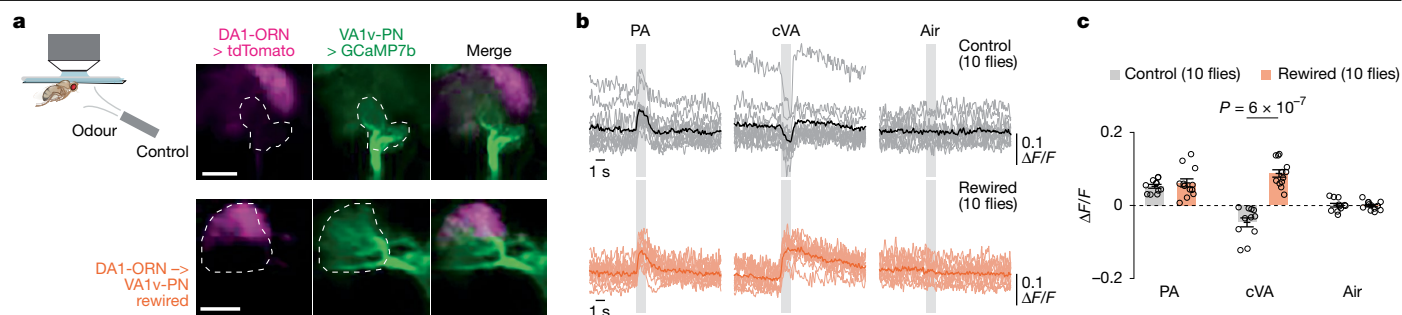 a
DA1-ORN
> tdTomato
VA1v-PN
> GCaMP7b
Merge
Odour
Control
DA1-ORN –>
VA1v-PN
rewired
b
PA
cVA
Air
Control
(10 flies)
0.1
ΔF/F
1 s
Rewired
(10 flies)
0.1
ΔF/F
1 s
c
Control (10 flies)
Rewired (10 flies)
P = 6 × 10⁻⁷
0.2
0
–0.2
ΔF/F
PA
cVA
Air